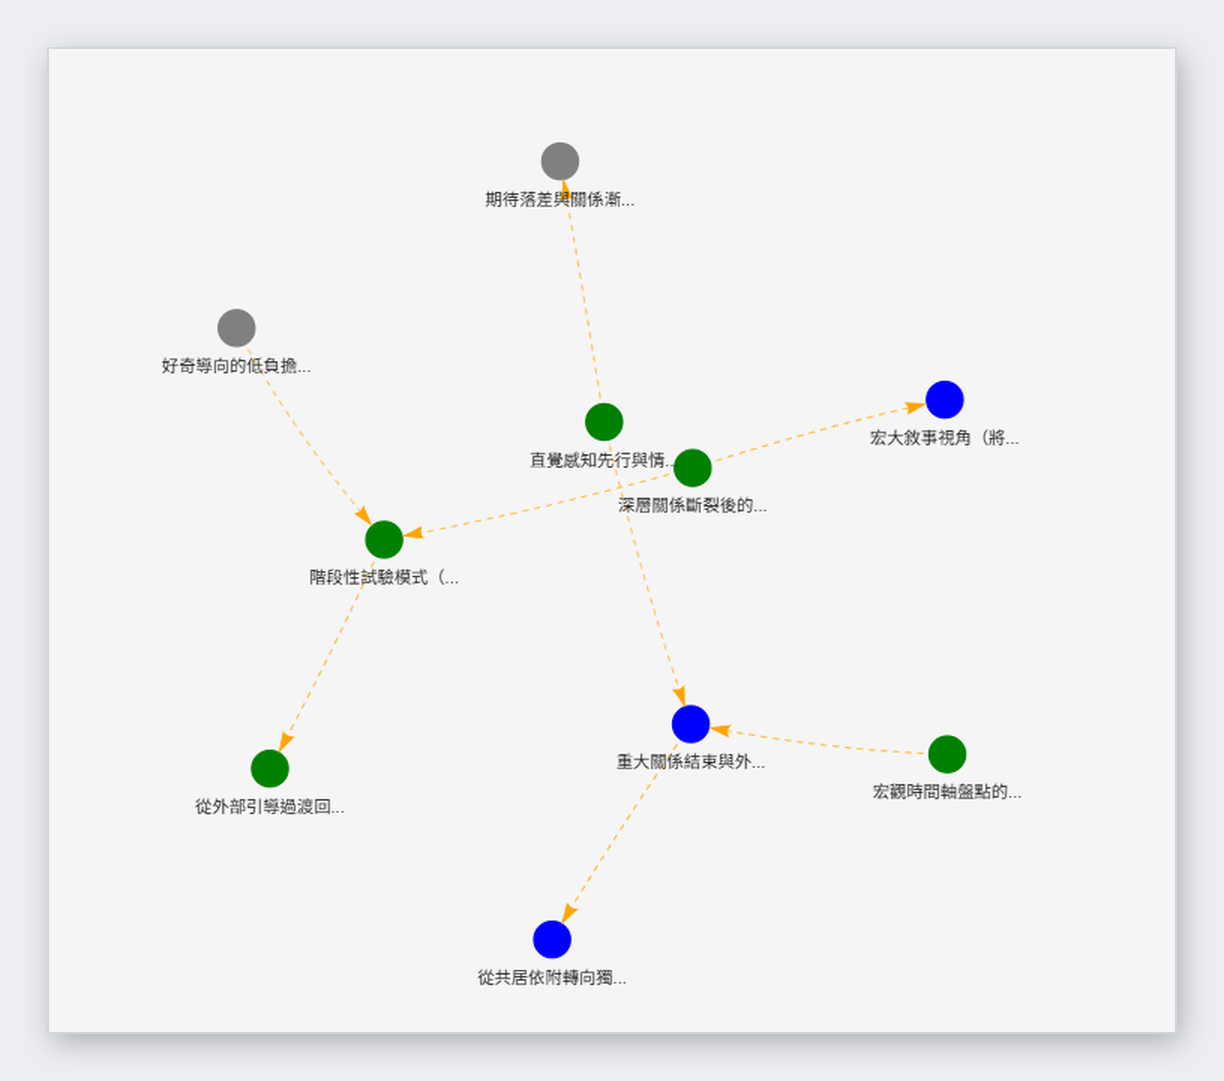 期待落差與關係漸...
好奇導向的低負擔...
宏大敘事視角（將...
直覺感知先行與情...
深層關係斷裂後的...
階段性試驗模式（...
重大關係結束與外...
宏觀時間軸盤點的...
從外部引導過渡回...
從共居依附轉向獨...